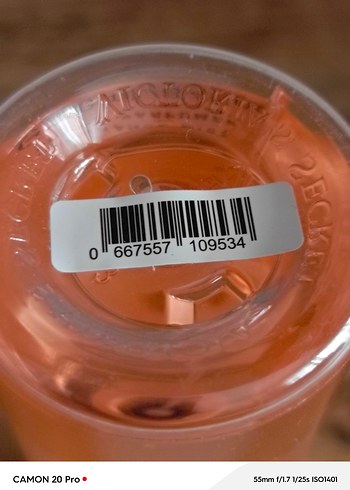 VICTORIA'S SECRET
0 667557 109534
CAMON 20 Pro
55mm f/1.7 1/25s ISO1401